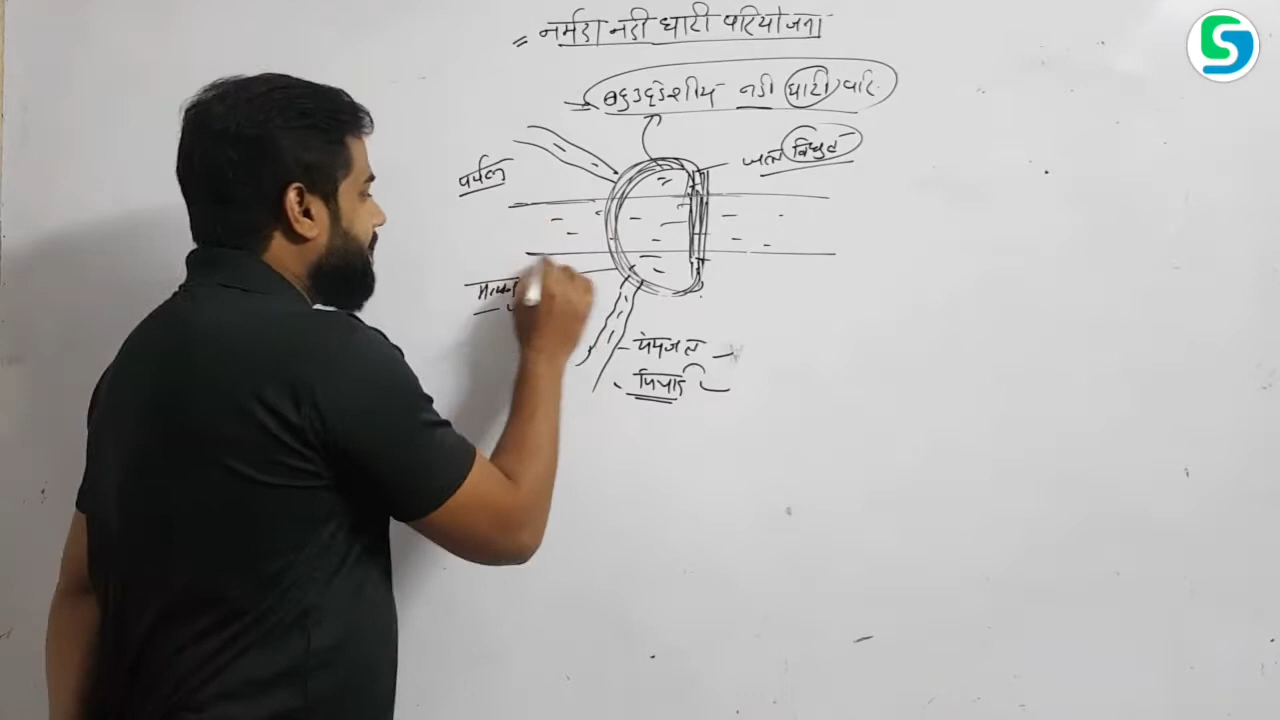 नर्मदा नदी घाटी परियोजना
बहुउद्देशीय नदी घाटी परि
जल विधुत
पर्यटन
पेयजल
सिंचाई